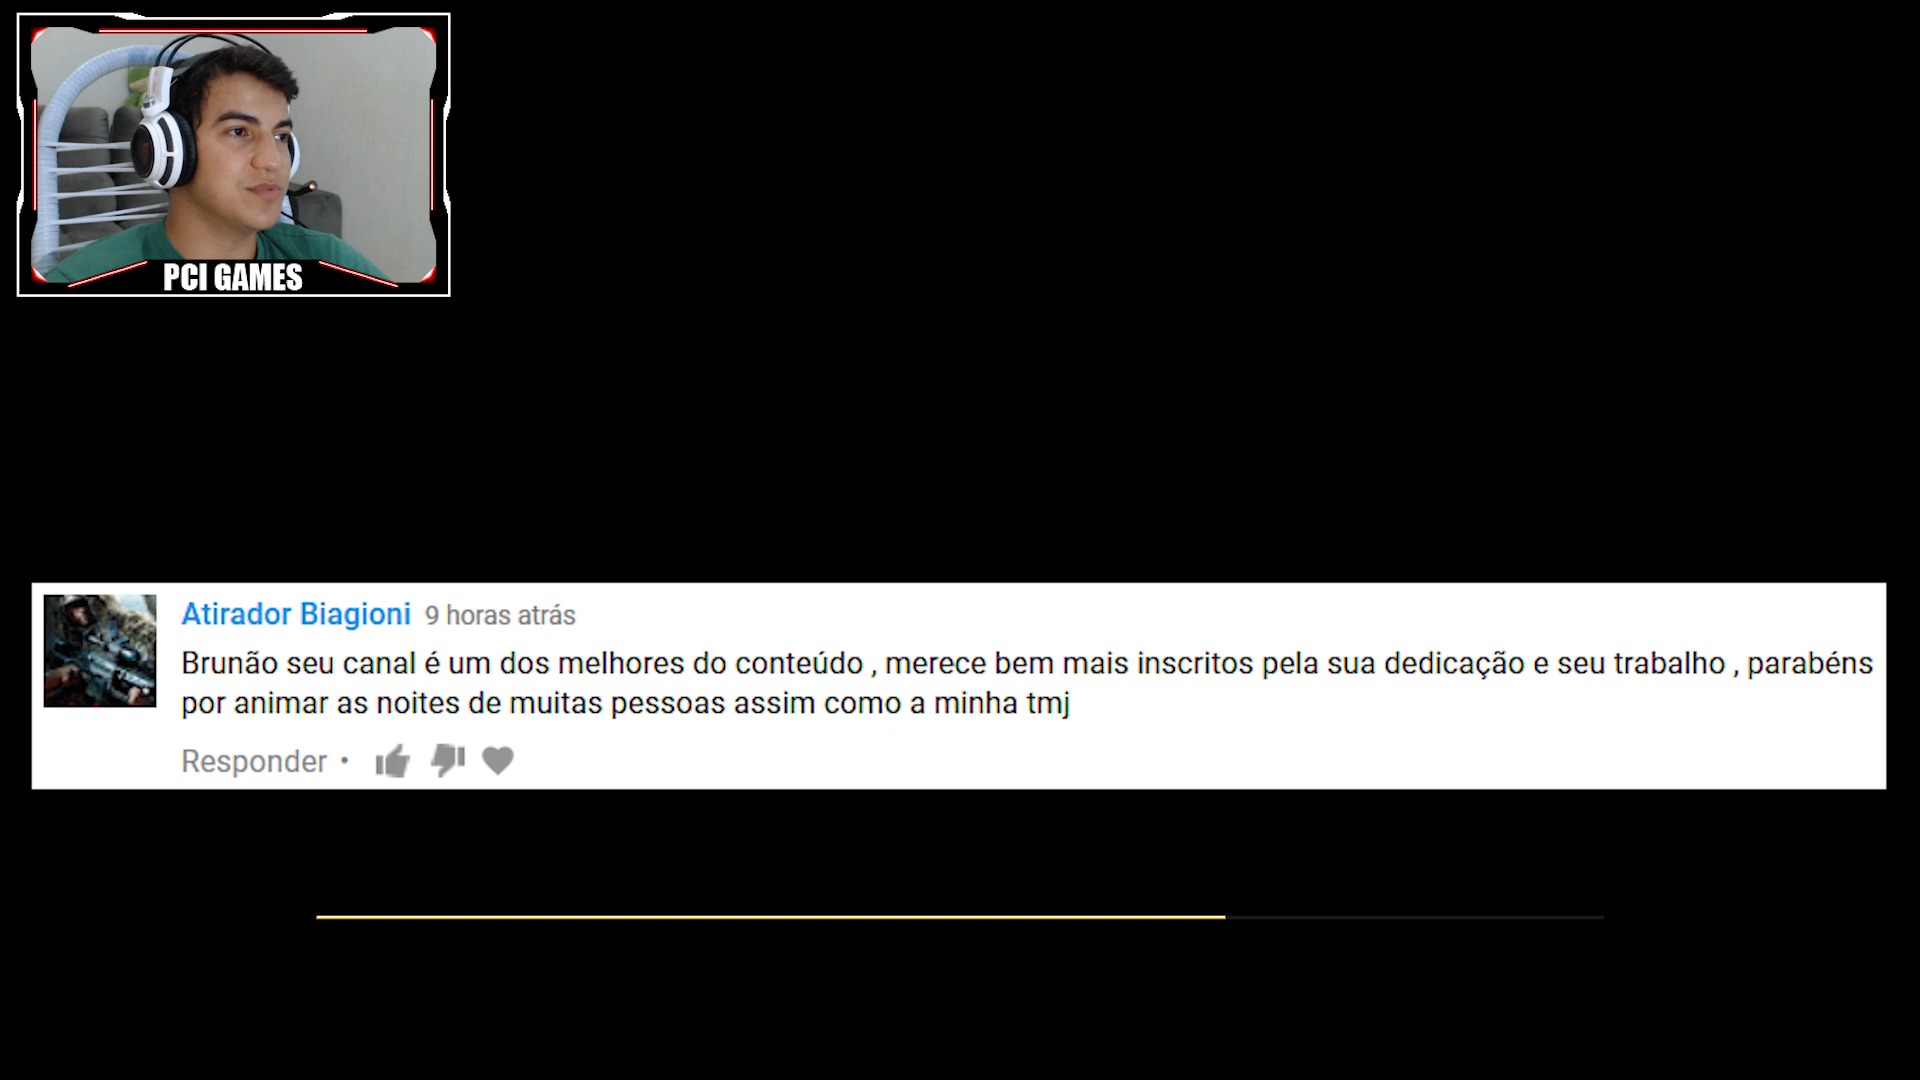 PCI GAMES
Atirador Biagioni 9 horas atrás
Brunão seu canal é um dos melhores do conteúdo , merece bem mais inscritos pela sua dedicação e seu trabalho , parabéns
por animar as noites de muitas pessoas assim como a minha tmj
Responder •